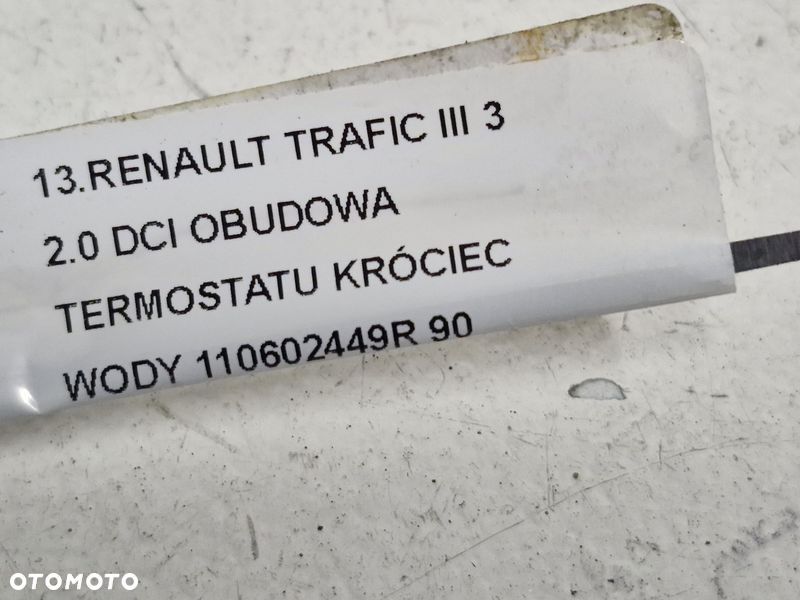 13.RENAULT TRAFIC III 3
2.0 DCI OBUDOWA
TERMOSTATU KRÓCIEC
WODY 110602449R 90
OTOMOTO